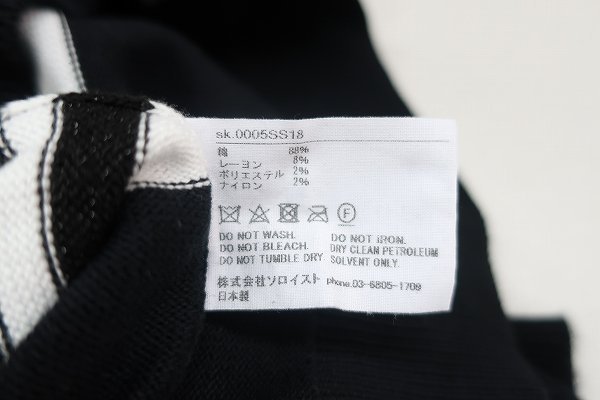 sk.0005SS18
綿 88%
レーヨン 8%
ポリエステル 2%
ナイロン 2%
F
DO NOT WASH. DO NOT IRON.
DO NOT BLEACH. DRY CLEAN PETROLEUM
DO NOT TUMBLE DRY SOLVENT ONLY.
株式会社ソロイスト phone.03-6805-1709
日本製